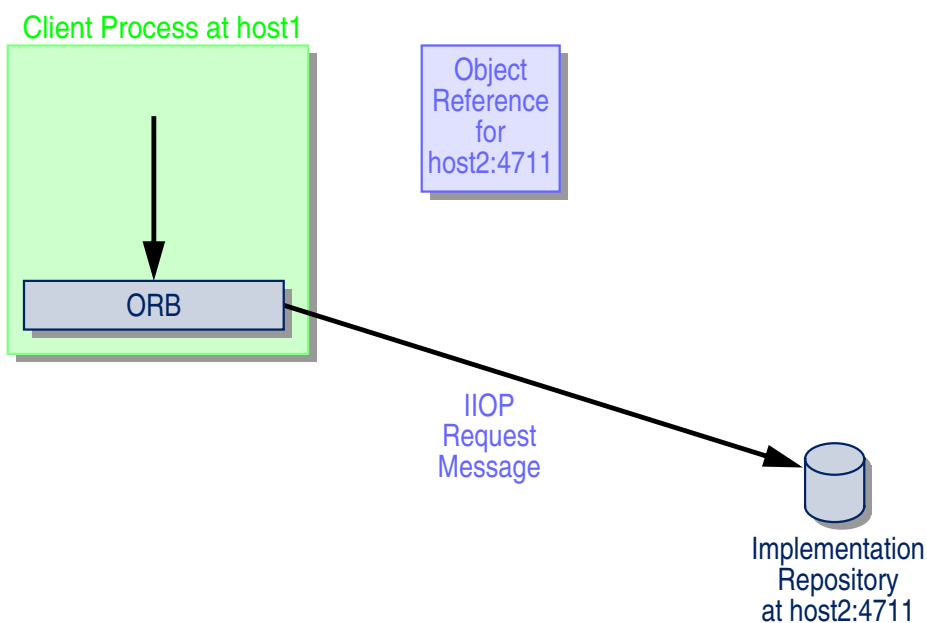 Client Process at host1
Object
Reference
for
host2:4711
ORB
IIOP
Request
Message
Implementation
Repository
at host2:4711